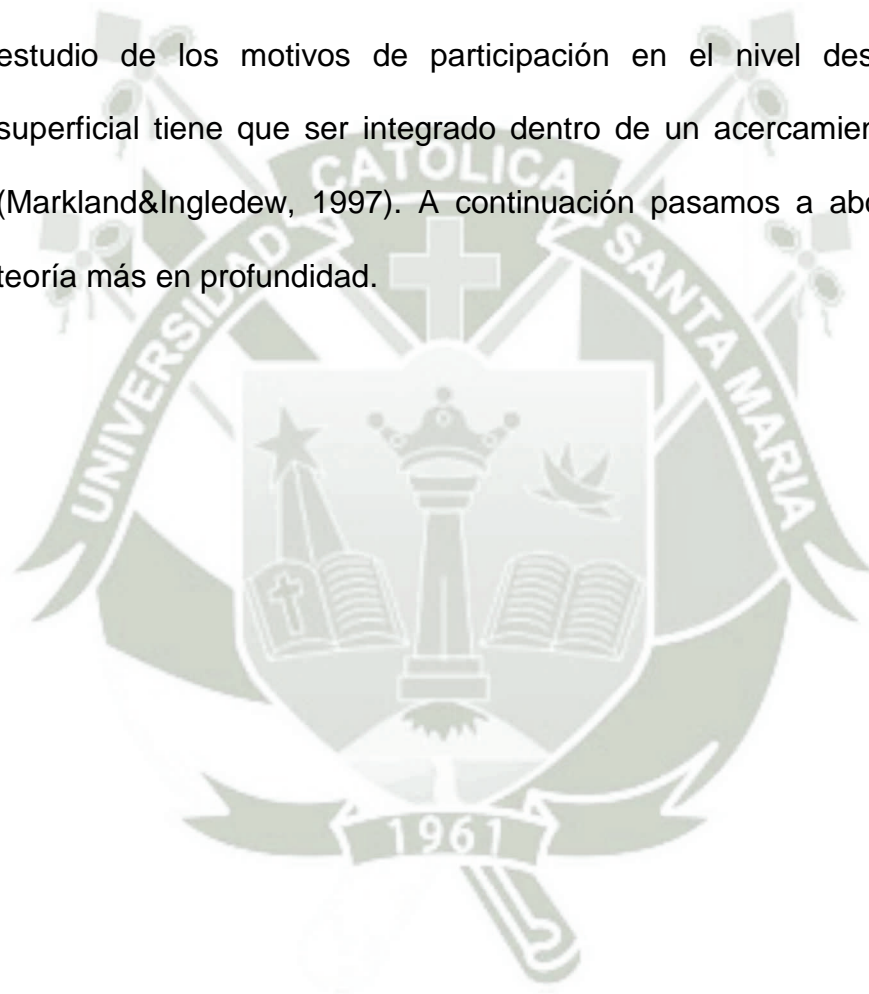 estudio de los motivos de participación en el nivel des
superficial tiene que ser integrado dentro de un acercamien
(Markland&Ingledew, 1997). A continuación pasamos a abo
teoría más en profundidad.
UNIVERSIDAD CATOLICA SANTA MARIA
1961